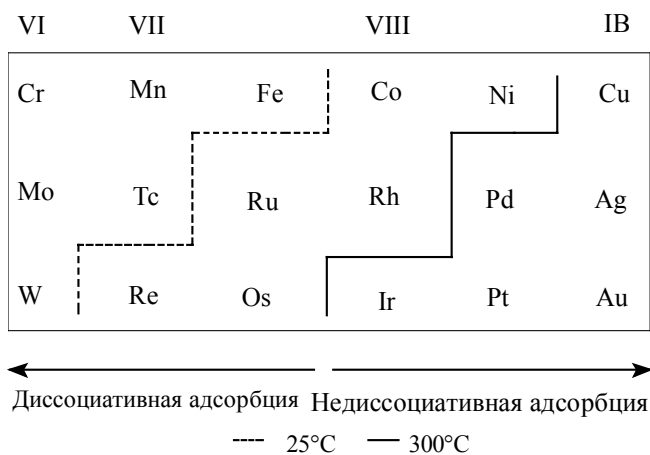 VI VII VIII IB
Cr Mn Fe Co Ni Cu
Mo Tc Ru Rh Pd Ag
W Re Os Ir Pt Au
Диссоциативная адсорбция Недиссоциативная адсорбция
25°C 300°C